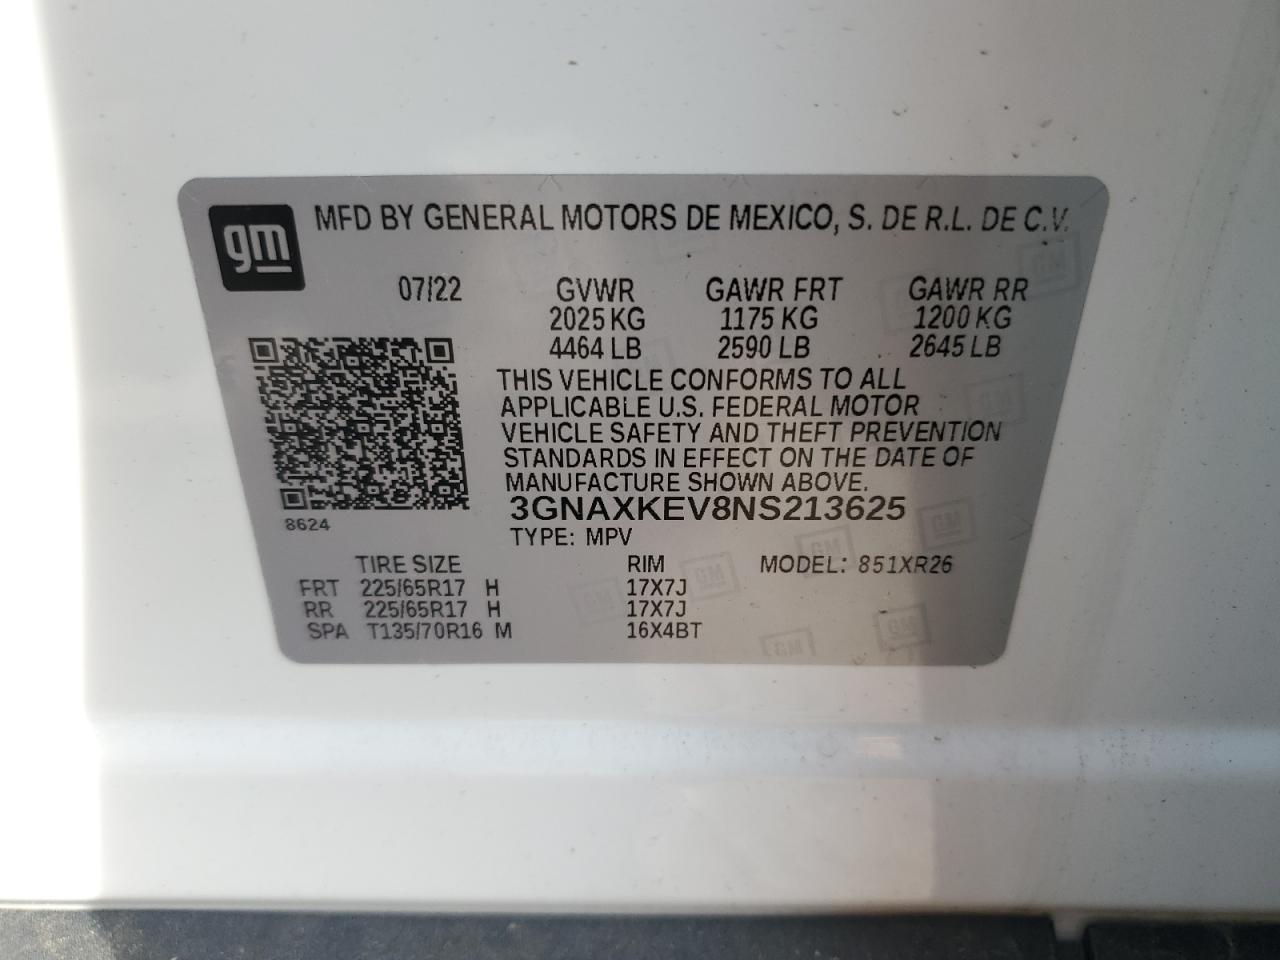 gm
MFD BY GENERAL MOTORS DE MEXICO, S. DE R.L. DE C.V.
07/22 GVWR GAWR FRT GAWR RR
2025 KG 1175 KG 1200 KG
4464 LB 2590 LB 2645 LB
THIS VEHICLE CONFORMS TO ALL
APPLICABLE U.S. FEDERAL MOTOR
VEHICLE SAFETY AND THEFT PREVENTION
STANDARDS IN EFFECT ON THE DATE OF
MANUFACTURE SHOWN ABOVE.
3GNAXKEV8NS213625
8624
TYPE: MPV
TIRE SIZE RIM MODEL: 851XR26
FRT 225/65R17 H 17X7J
RR 225/65R17 H 17X7J
SPA T135/70R16 M 16X4BT